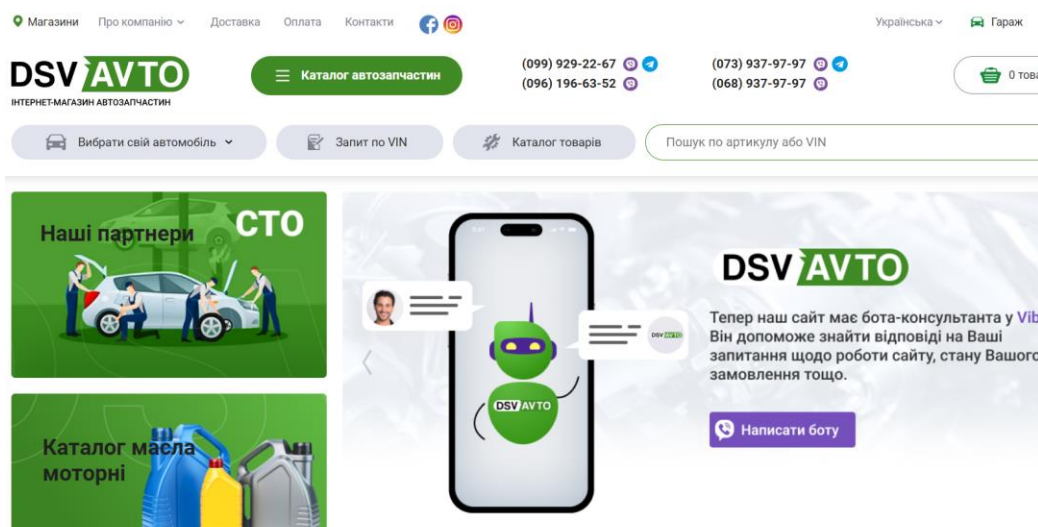 Магазини Про компанію Доставка Оплата Контакти Українська Гараж
DSV AVTO
ІНТЕРНЕТ-МАГАЗИН АВТОЗАПЧАСТИН
Каталог автозапчастин
(099) 929-22-67 (073) 937-97-97
(096) 196-63-52 (068) 937-97-97
0 това
Вибрати свій автомобіль Запит по VIN Каталог товарів Пошук по артикулу або VIN
СТО
Наші партнери
Каталог масла
моторні
DSV AVTO
DSV AVTO
DSV AVTO
Тепер наш сайт має бота-консультанта у Vib
Він допоможе знайти відповіді на Ваші
запитання щодо роботи сайту, стану Вашого
замовлення тощо.
Написати боту